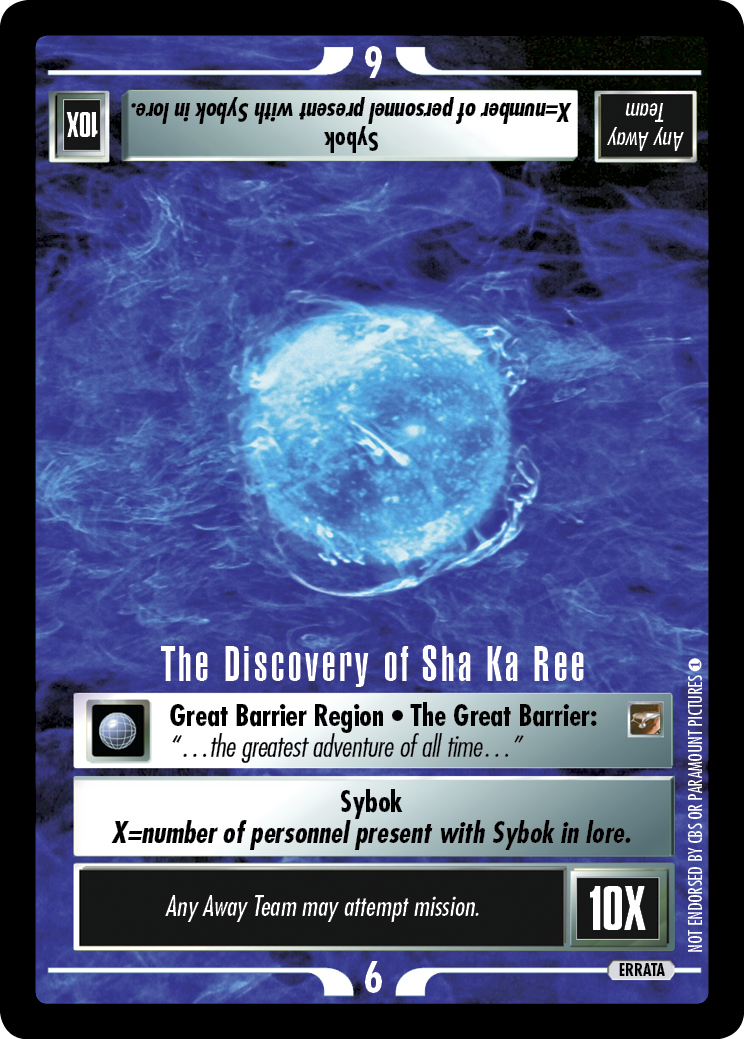 6
10X
X=number of personnel present with Sybok in lore.
Sybok
Any Away
Team
The Discovery of Sha Ka Ree
Great Barrier Region • The Great Barrier:
“...the greatest adventure of all time...”
Sybok
X=number of personnel present with Sybok in lore.
Any Away Team may attempt mission.
10X
6
ERRATA
NOT ENDORSED BY CBS OR PARAMOUNT PICTURES 1